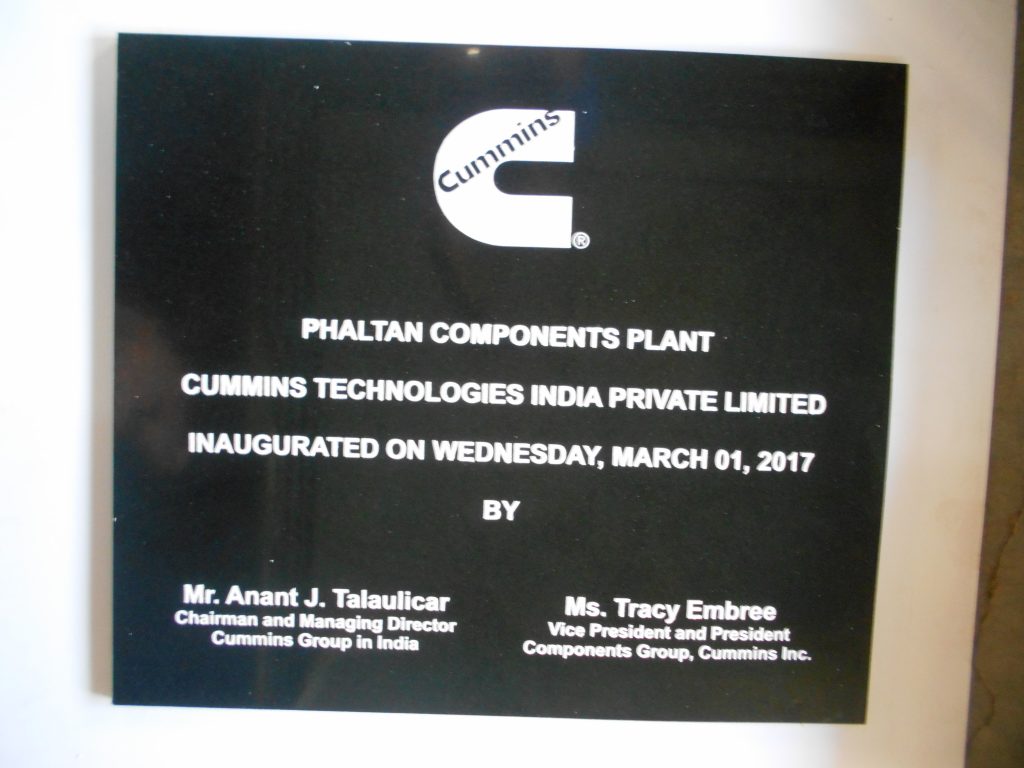 Cummins
®
PHALTAN COMPONENTS PLANT
CUMMINS TECHNOLOGIES INDIA PRIVATE LIMITED
INAUGURATED ON WEDNESDAY, MARCH 01, 2017
BY
Mr. Anant J. Talaulicar
Chairman and Managing Director
Cummins Group in India
Ms. Tracy Embree
Vice President and President
Components Group, Cummins Inc.